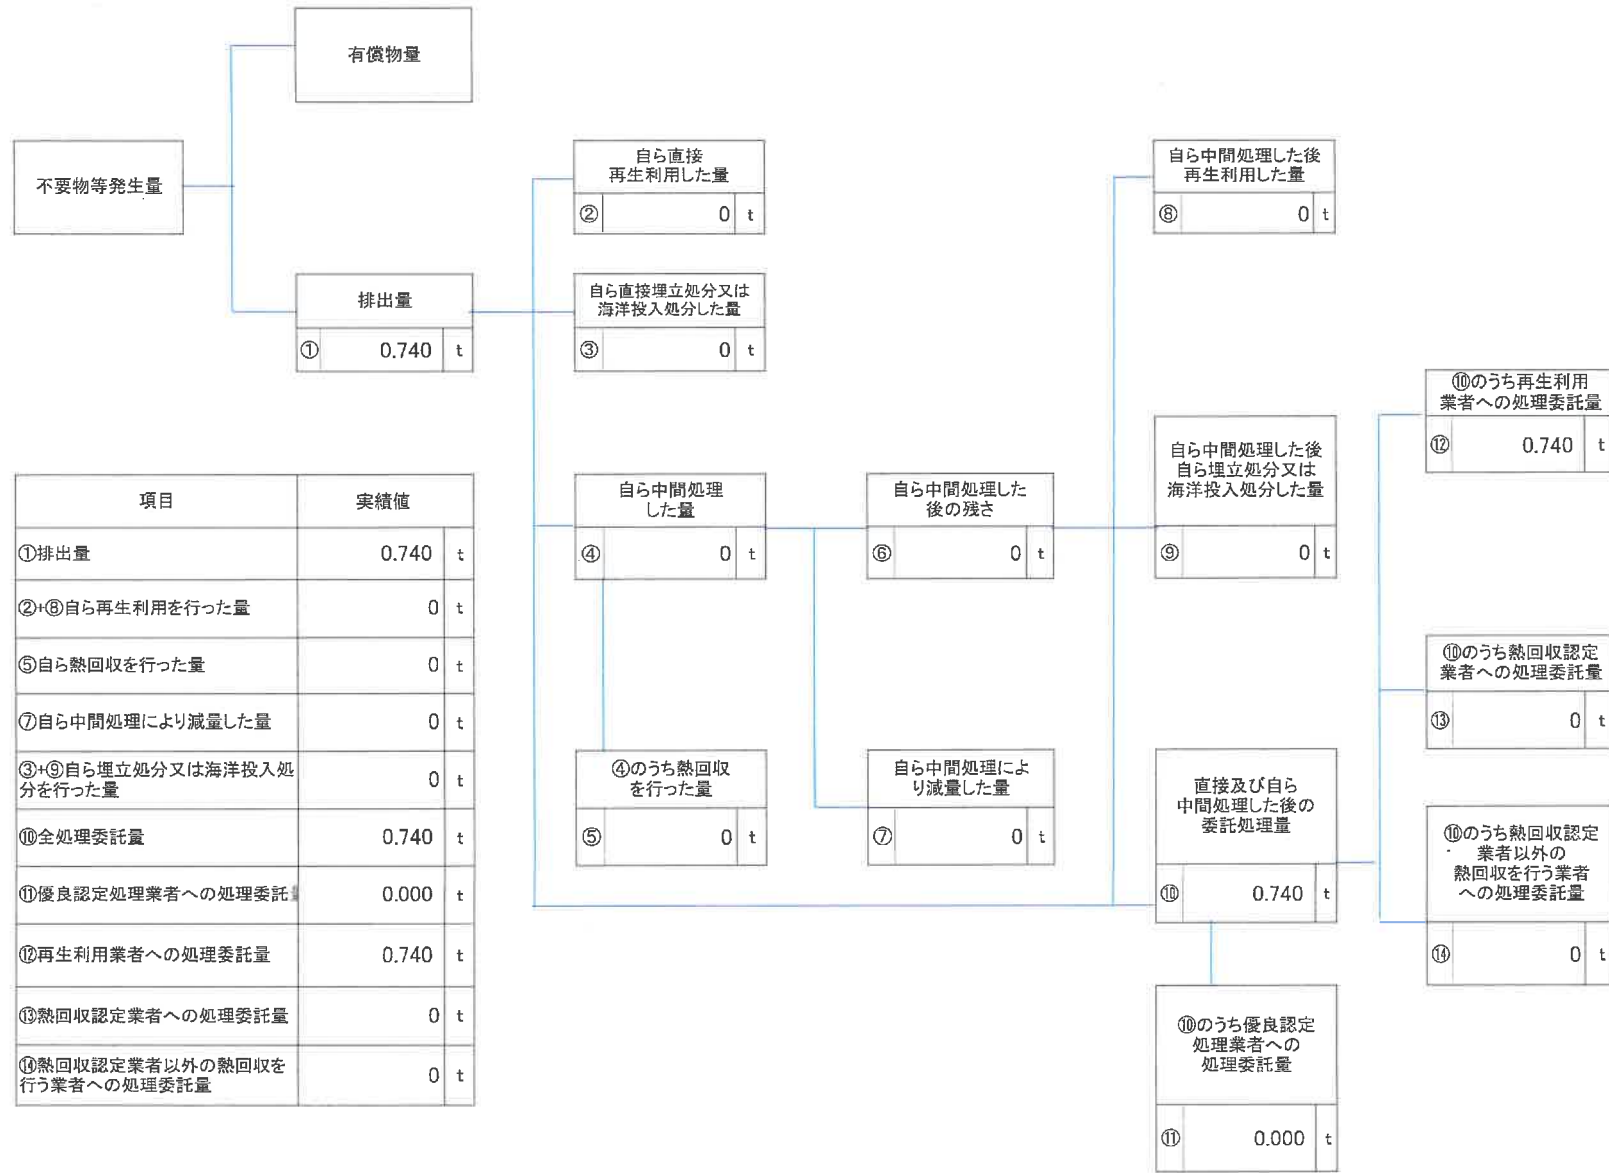 有償物量
不要物等発生量
排出量
① 0.740 t
自ら直接
再生利用した量
② 0 t
自ら直接埋立処分又は
海洋投入処分した量
③ 0 t
自ら中間処理
した量
④ 0 t
④のうち熱回収
を行った量
⑤ 0 t
自ら中間処理した
後の残さ
⑥ 0 t
自ら中間処理によ
り減量した量
⑦ 0 t
自ら中間処理した後
再生利用した量
⑧ 0 t
自ら中間処理した後
自ら埋立処分又は
海洋投入処分した量
⑨ 0 t
直接及び自ら
中間処理した後の
委託処理量
⑩ 0.740 t
⑩のうち優良認定
処理業者への
処理委託量
⑪ 0.000 t
⑩のうち再生利用
業者への処理委託量
⑫ 0.740 t
⑩のうち熱回収認定
業者への処理委託量
⑬ 0 t
⑩のうち熱回収認定
業者以外の
熱回収を行う業者
への処理委託量
⑭ 0 t
項目 実績値
①排出量 0.740 t
②+⑧自ら再生利用を行った量 0 t
⑤自ら熱回収を行った量 0 t
⑦自ら中間処理により減量した量 0 t
③+⑨自ら埋立処分又は海洋投入処
分を行った量 0 t
⑩全処理委託量 0.740 t
⑪優良認定処理業者への処理委託 0.000 t
⑫再生利用業者への処理委託量 0.740 t
⑬熱回収認定業者への処理委託量 0 t
⑭熱回収認定業者以外の熱回収を
行う業者への処理委託量 0 t